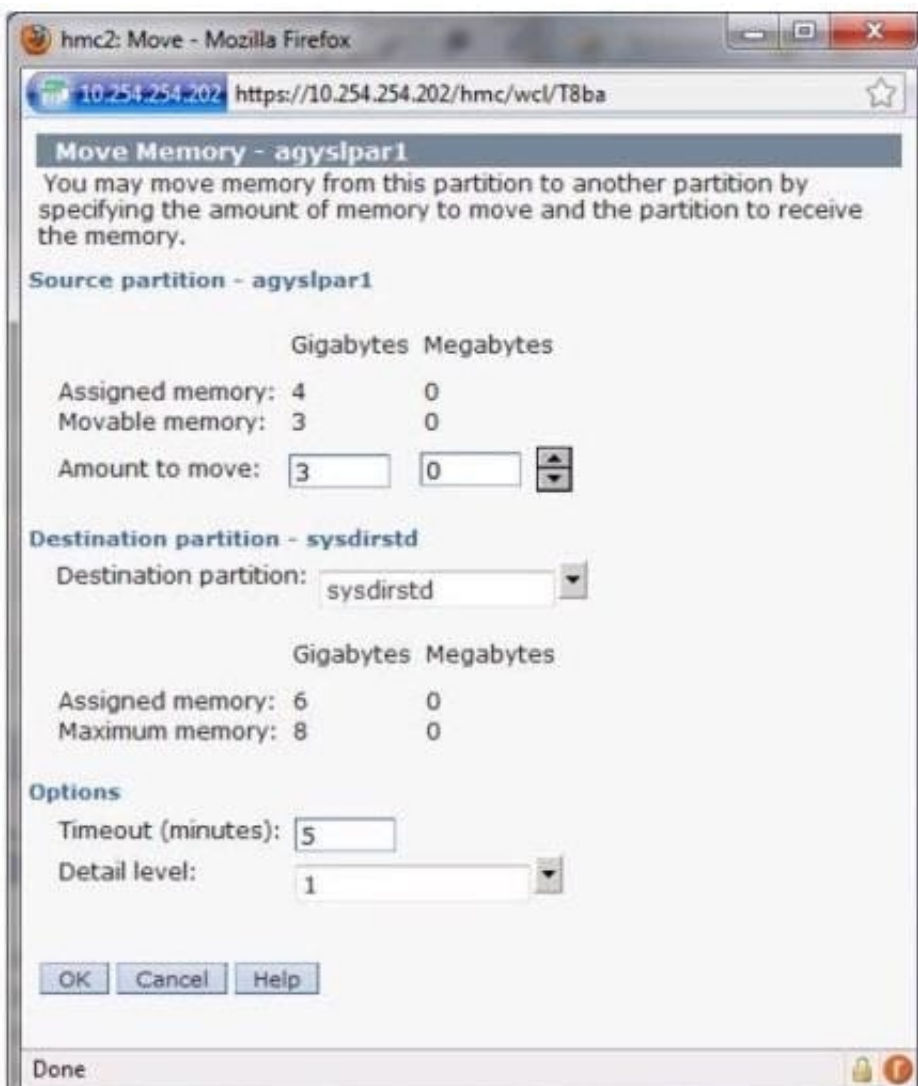 hmc2: Move - Mozilla Firefox
10.254.254.202 https://10.254.254.202/hmc/wcl/T8ba
Move Memory - agyslpar1
You may move memory from this partition to another partition by
specifying the amount of memory to move and the partition to receive
the memory.
Source partition - agyslpar1
Gigabytes Megabytes
Assigned memory: 4 0
Movable memory: 3 0
Amount to move: 3 0
Destination partition - sysdirstd
Destination partition: sysdirstd
Gigabytes Megabytes
Assigned memory: 6 0
Maximum memory: 8 0
Options
Timeout (minutes): 5
Detail level: 1
OK Cancel Help
Done